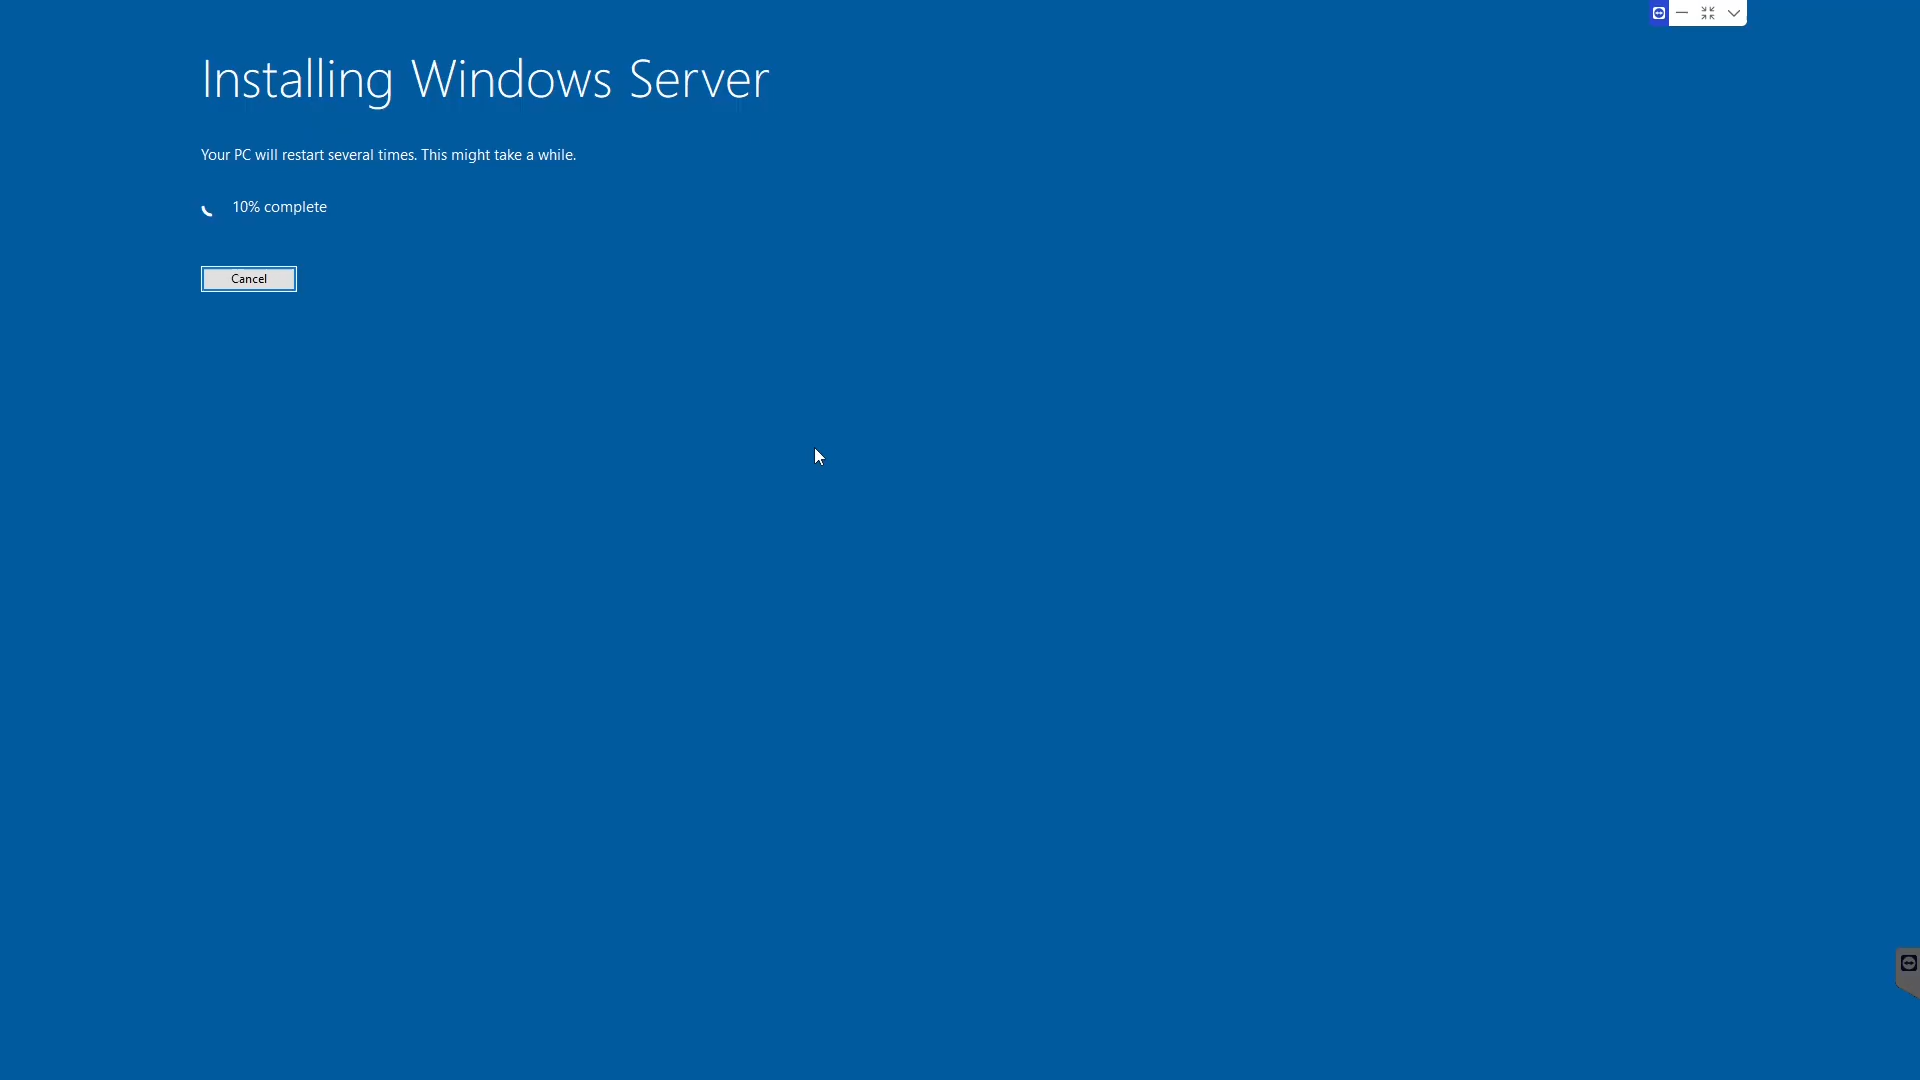 Installing Windows Server
Your PC will restart several times. This might take a while.
10% complete
Cancel